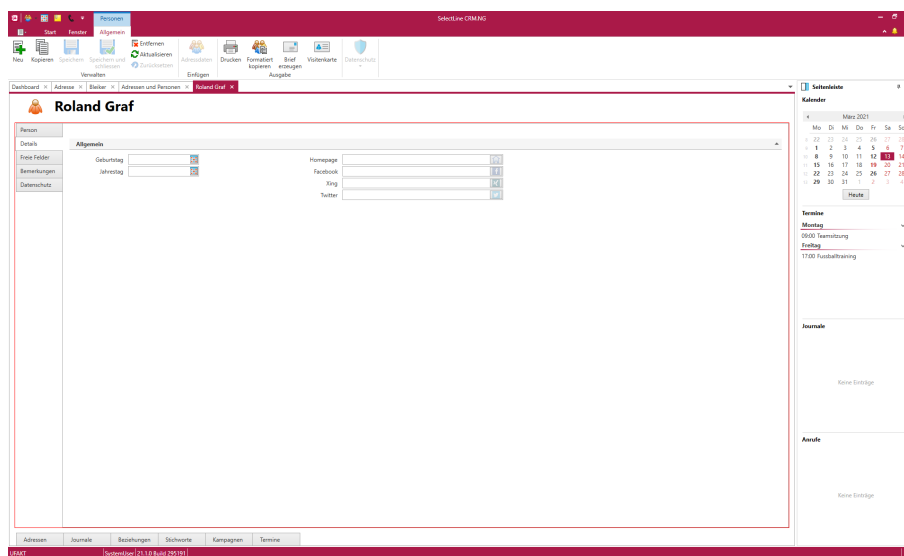 Personen
SelectLine CRM.NG
Start Fenster Allgemein
Neu Kopieren Speichern Speichern und schliessen Entfernen Aktualisieren Zurücksetzen Adressdaten Drucken Formatiert kopieren Brief erzeugen Visitenkarte Datenschutz
Verwalten Einfügen Ausgabe
Dashboard Adresse Bleiker Adressen und Personen Roland Graf
Roland Graf
Person
Details
Freie Felder
Bemerkungen
Datenschutz
Allgemein
Geburtstag
Jahrestag
Homepage
Facebook
Xing
Twitter
Adressen Journale Beziehungen Stichworte Kampagnen Termine
Seitenleiste
Kalender
März 2021
Mo Di Mi Do Fr Sa So
22 23 24 25 26 27 28
1 2 3 4 5 6 7
8 9 10 11 12 13 14
15 16 17 18 19 20 21
22 23 24 25 26 27 28
29 30 31 1 2 3 4
Heute
Termine
Montag
09:00 Teamsitzung
Freitag
17:00 Fussballtraining
Journale
Keine Einträge
Anrufe
Keine Einträge
UFAKT SystemUser 21.1.0 Build 295191